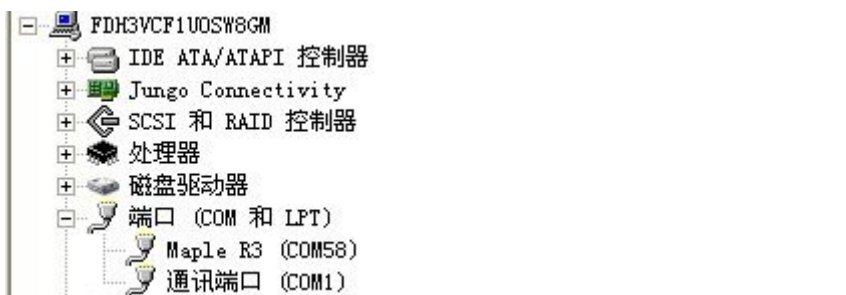 FDH3VCF1UOSW8GM
IDE ATA/ATAPI 控制器
Jungo Connectivity
SCSI 和 RAID 控制器
处理器
磁盘驱动器
端口 (COM 和 LPT)
Maple R3 (COM58)
通讯端口 (COM1)